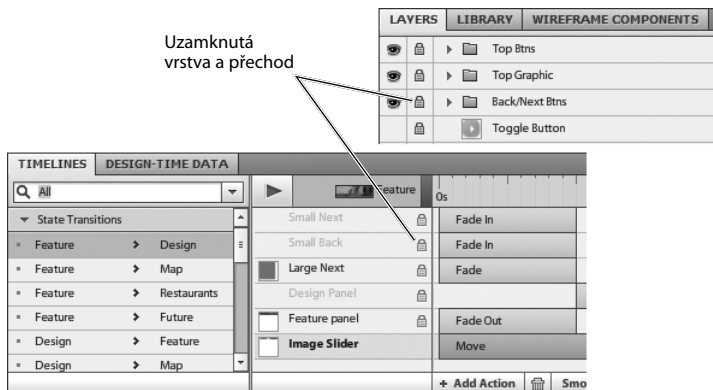 LAYERS LIBRARY WIREFRAME COMPONENTS
Uzamknutá
vrstva a přechod
Top Btns
Top Graphic
Back/Next Btns
Toggle Button
TIMELINES DESIGN-TIME DATA
All
Feature
0s
State Transitions
Small Next
Fade In
Feature > Design
Small Back
Fade In
Feature > Map
Large Next
Fade
Feature > Restaurants
Design Panel
Feature > Future
Feature panel
Fade Out
Design > Feature
Image Slider
Move
Design > Map
+ Add Action
Smo